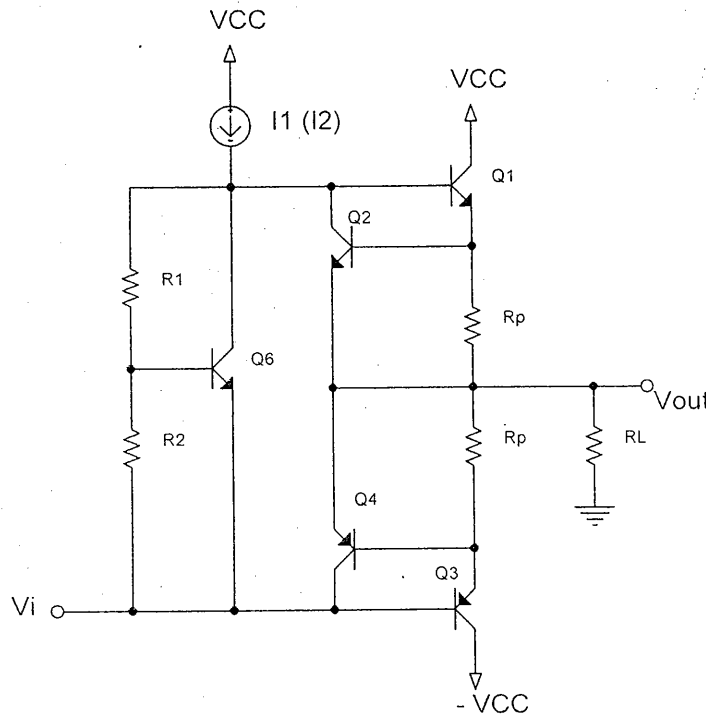 VCC
I1 (I2)
VCC
Q1
Q2
R1
Rp
Q6
Vout
R2
Rp
RL
Q4
Q3
Vi
- VCC